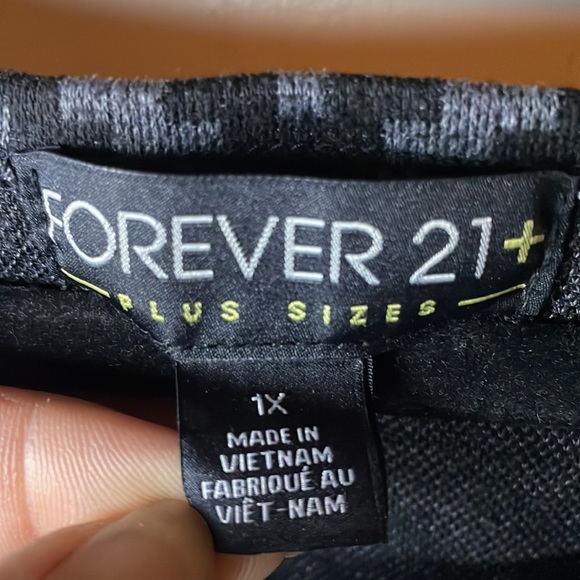 FOREVER 21+
PLUS SIZES
1X
MADE IN
VIETNAM
FABRIQUÉ AU
VIÊT-NAM